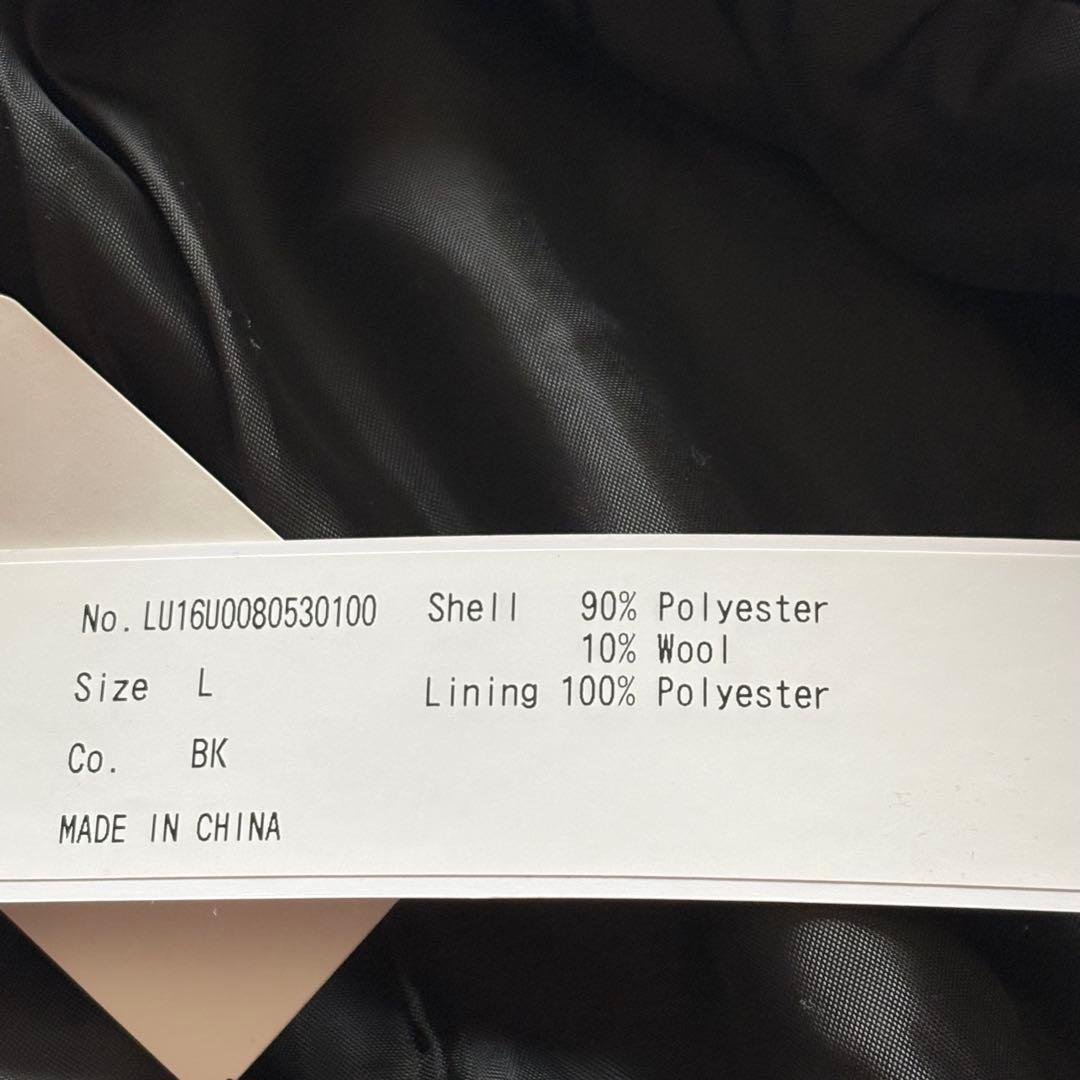 No. LU16U0080530100
Size L
Co. BK
MADE IN CHINA
Shell 90% Polyester
10% Wool
Lining 100% Polyester